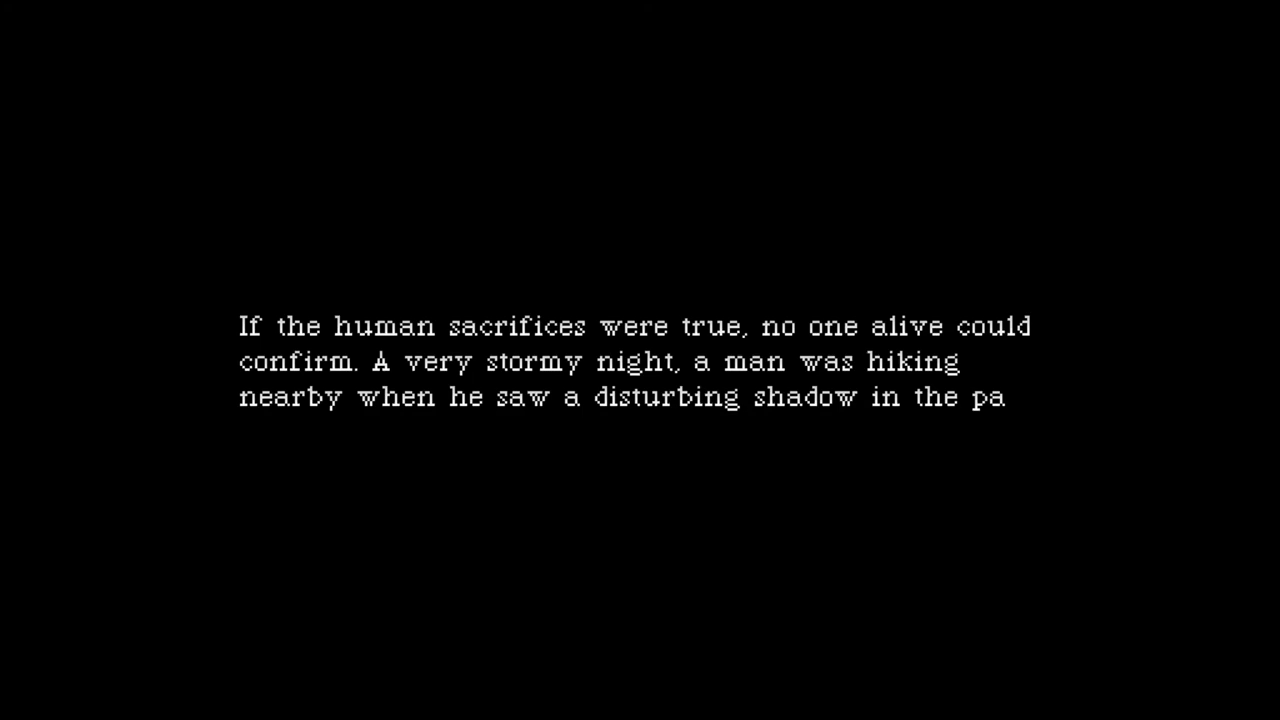 If the human sacrifices were true, no one alive could
confirm. A very stormy night, a man was hiking
nearby when he saw a disturbing shadow in the pa